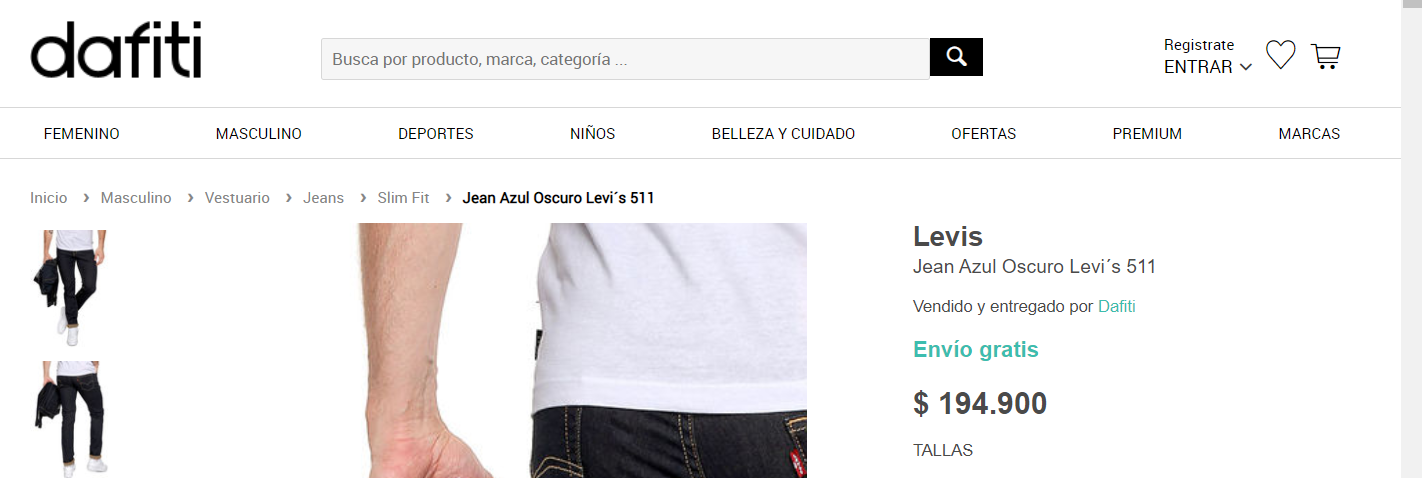 dafiti
Busca por producto, marca, categoría ...
Registrate
ENTRAR
FEMENINO MASCULINO DEPORTES NIÑOS BELLEZA Y CUIDADO OFERTAS PREMIUM MARCAS
Inicio › Masculino › Vestuario › Jeans › Slim Fit › Jean Azul Oscuro Levi´s 511
Levis
Jean Azul Oscuro Levi´s 511
Vendido y entregado por Dafiti
Envío gratis
$ 194.900
TALLAS